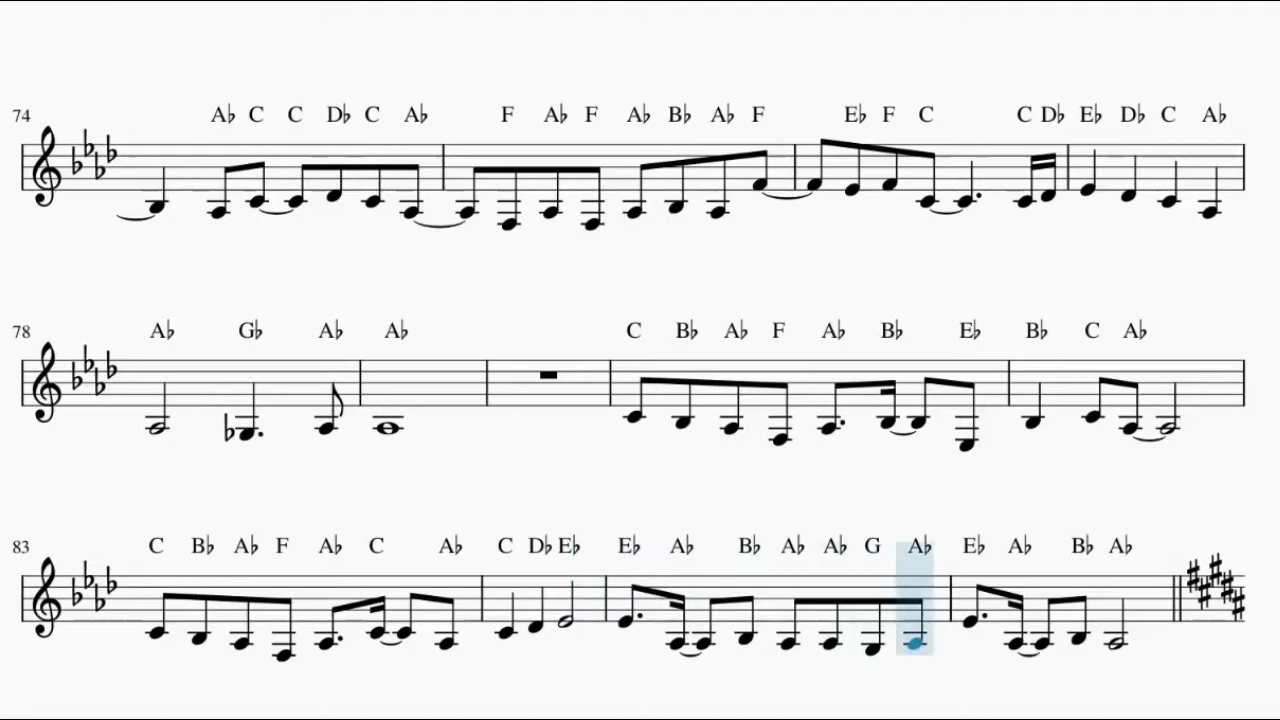 74 A♭ C C D♭ C A♭ F A♭ F A♭ B♭ A♭ F E♭ F C C D♭ E♭ D♭ C A♭
78 A♭ G♭ A♭ A♭ C B♭ A♭ F A♭ B♭ E♭ B♭ C A♭
83 C B♭ A♭ F A♭ C A♭ C D♭ E♭ E♭ A♭ B♭ A♭ A♭ G A♭ E♭ A♭ B♭ A♭